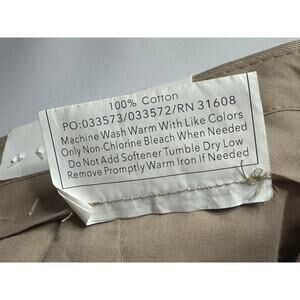 100% Cotton
PO:033573/033572/RN 31608
Machine Wash Warm With Like Colors
Only Non-Chlorine Bleach When Needed
Do Not Add Softener Tumble Dry Low
Remove Promptly Warm Iron If Needed